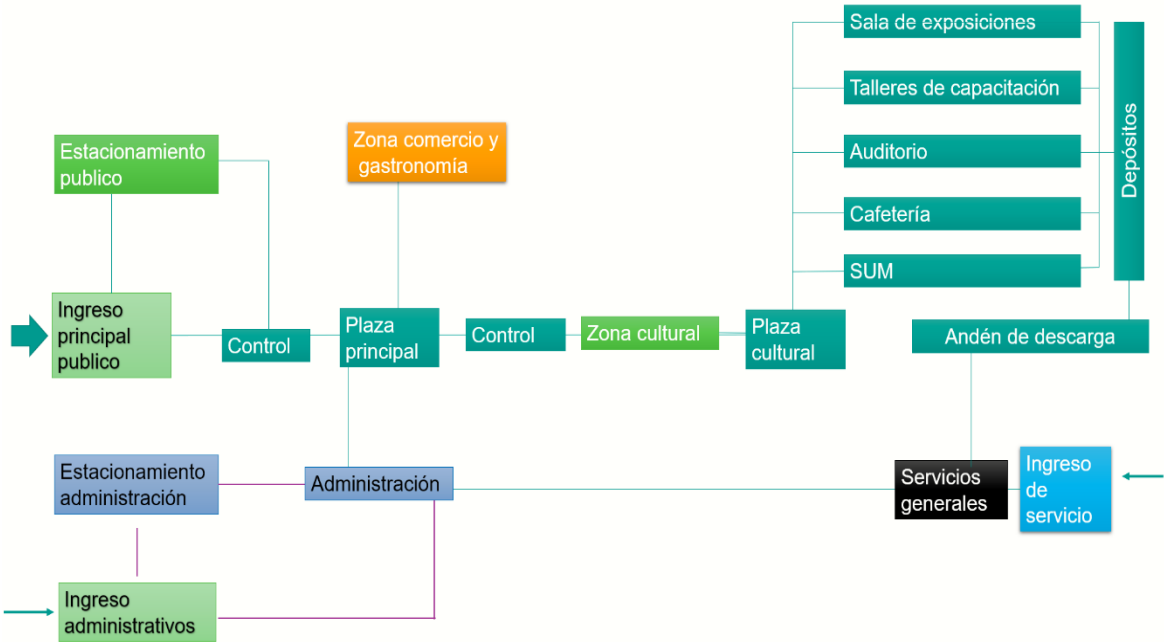 Sala de exposiciones
Talleres de capacitación
Auditorio
Cafetería
SUM
Depósitos
Estacionamiento
publico
Zona comercio y
gastronomía
Ingreso
principal
publico
Control
Plaza
principal
Control
Zona cultural
Plaza
cultural
Andén de descarga
Estacionamiento
administración
Administración
Servicios
generales
Ingreso
de
servicio
Ingreso
administrativos